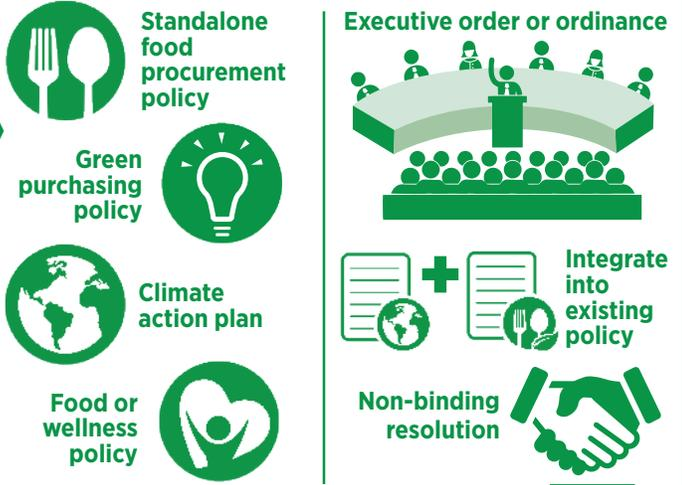 Standalone
food
procurement
policy
Green
purchasing
policy
Climate
action plan
Food or
wellness
policy
Executive order or ordinance
Integrate
into
existing
policy
Non-binding
resolution